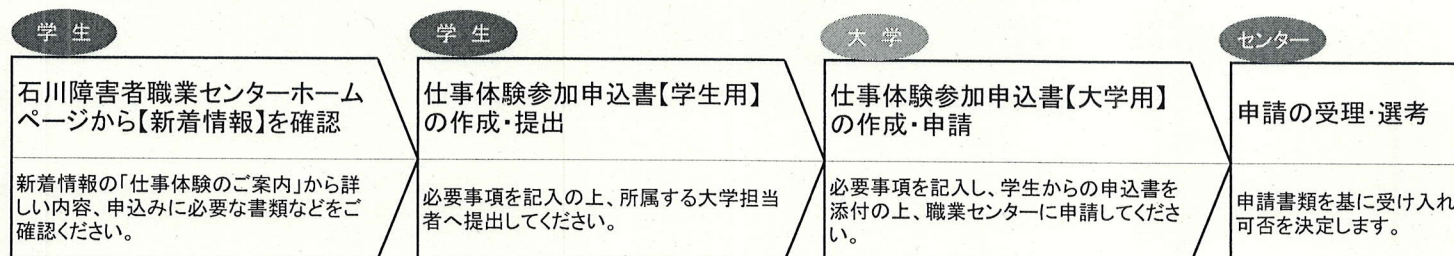 学生
石川障害者職業センターホーム
ページから【新着情報】を確認
新着情報の「仕事体験のご案内」から詳
しい内容、申込みに必要な書類などをご
確認ください。
学生
仕事体験参加申込書【学生用】
の作成・提出
必要事項を記入の上、所属する大学担当
者へ提出してください。
大学
仕事体験参加申込書【大学用】
の作成・申請
必要事項を記入し、学生からの申込書を
添付の上、職業センターに申請してくださ
い。
センター
申請の受理・選考
申請書類を基に受け入れ
可否を決定します。